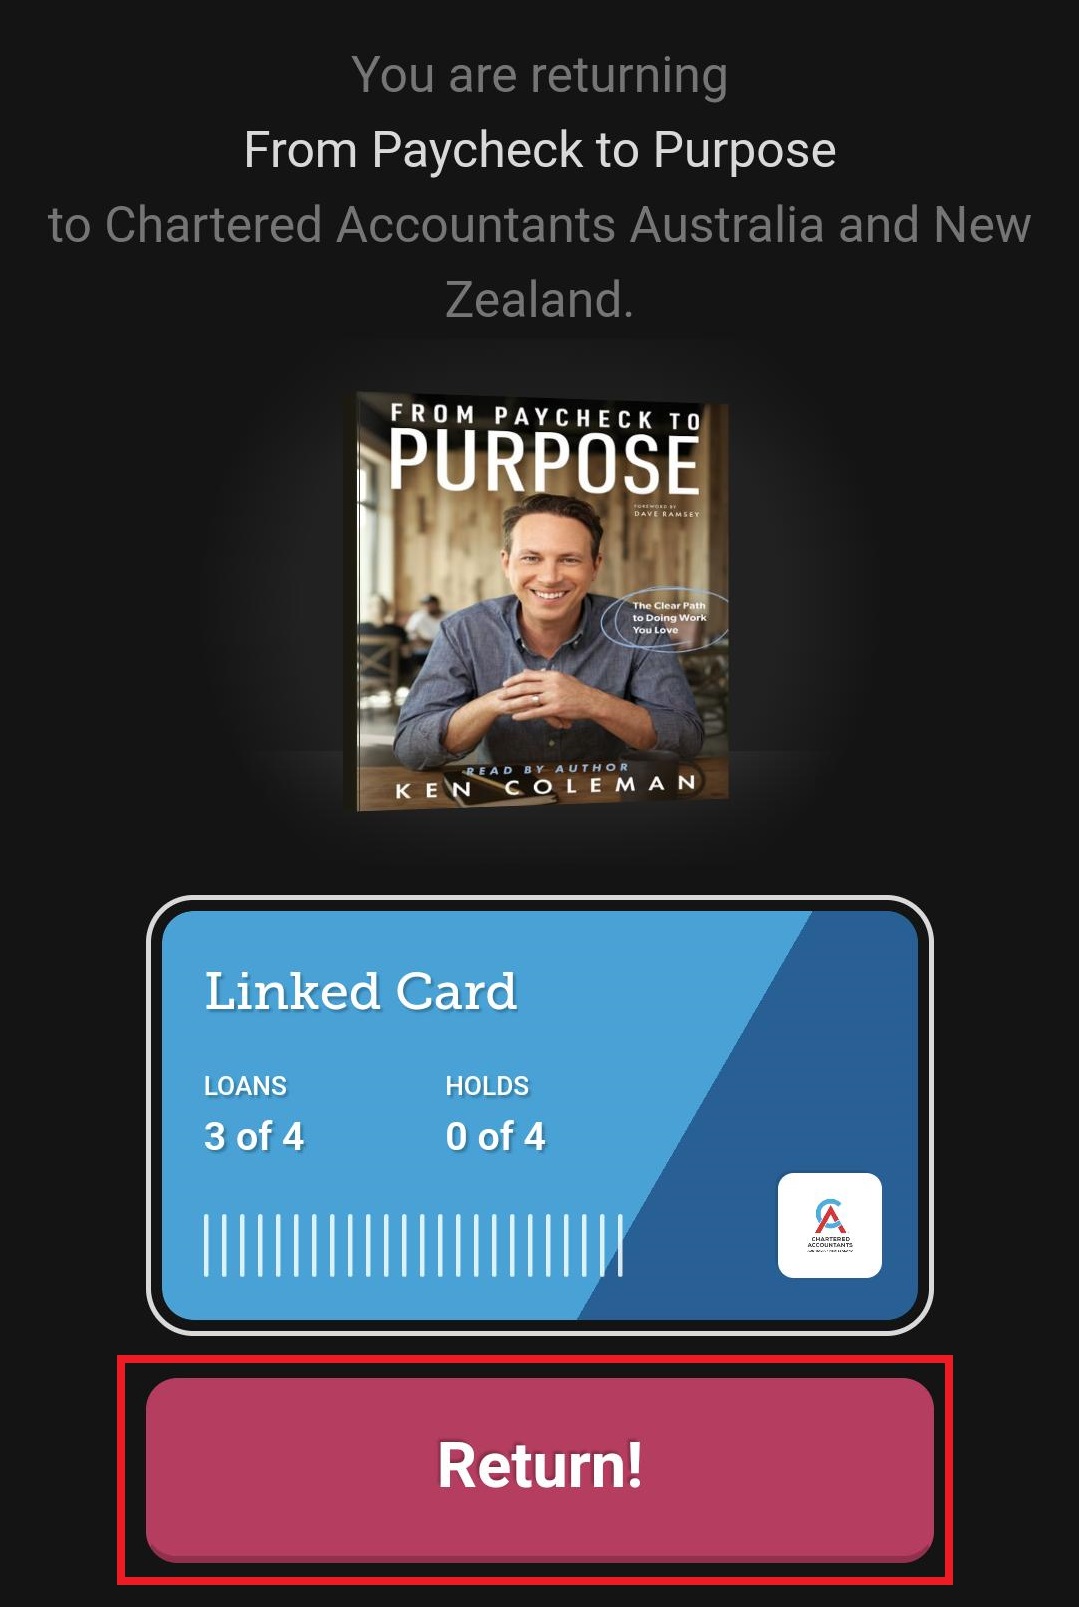 You are returning
From Paycheck to Purpose
to Chartered Accountants Australia and New
Zealand.
FROM PAYCHECK TO
PURPOSE
FOREWORD BY
DAVE RAMSEY
The Clear Path
to Doing Work
You Love
READ BY AUTHOR
KEN COLEMAN
Linked Card
LOANS
HOLDS
3 of 4
0 of 4
CHARTERED
ACCOUNTANTS
Return!